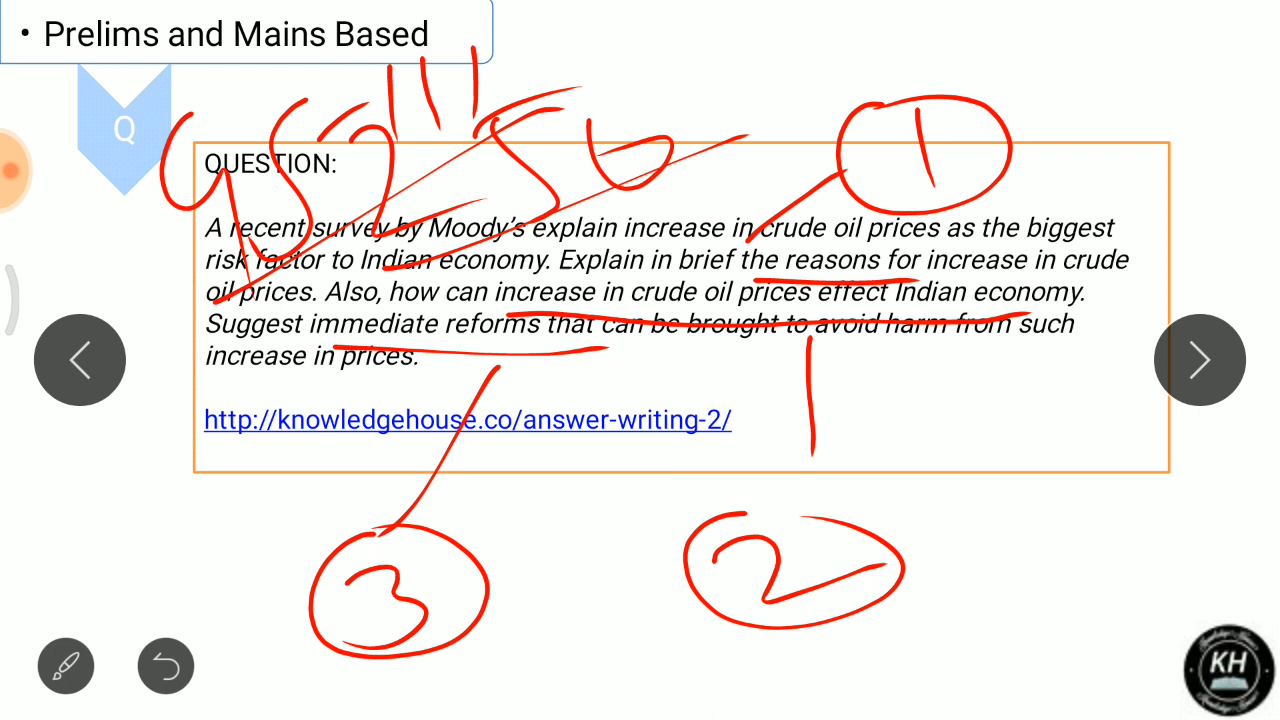 • Prelims and Mains Based
Q
GS 2 "' 250
1
QUESTION:
A recent survey by Moody's explain increase in crude oil prices as the biggest
risk factor to Indian economy. Explain in brief the reasons for increase in crude
oil prices. Also, how can increase in crude oil prices effect Indian economy.
Suggest immediate reforms that can be brought to avoid harm from such
increase in prices.
http://knowledgehouse.co/answer-writing-2/
3
2
KH